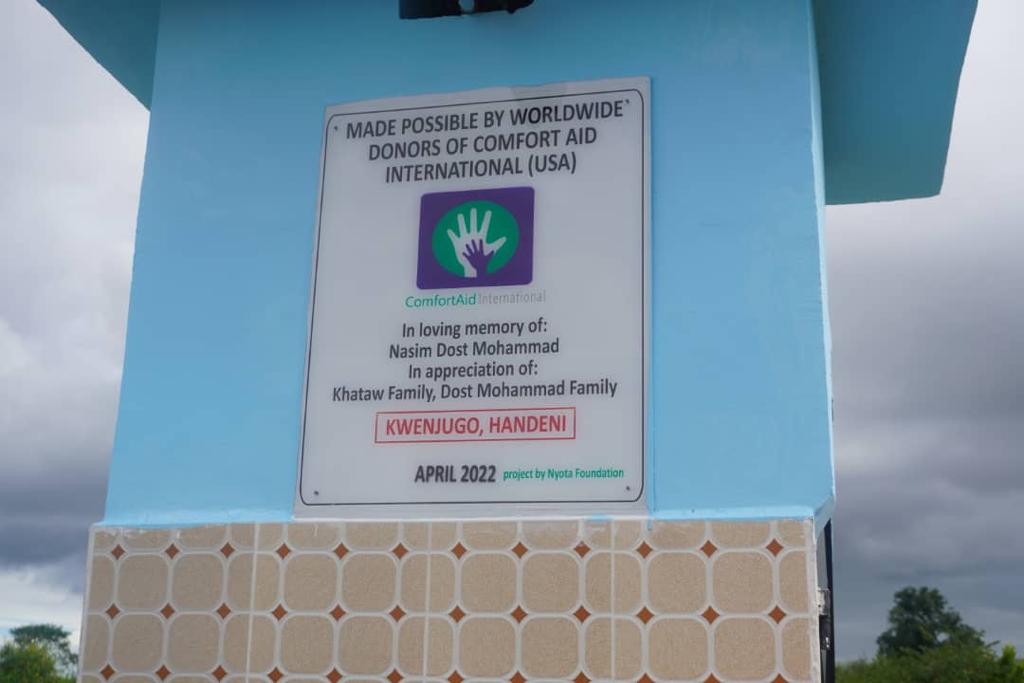 MADE POSSIBLE BY WORLDWIDE
DONORS OF COMFORT AID
INTERNATIONAL (USA)
ComfortAid International
In loving memory of:
Nasim Dost Mohammad
In appreciation of:
Khataw Family, Dost Mohammad Family
KWENJUGO, HANDENI
APRIL 2022 project by Nyota Foundation